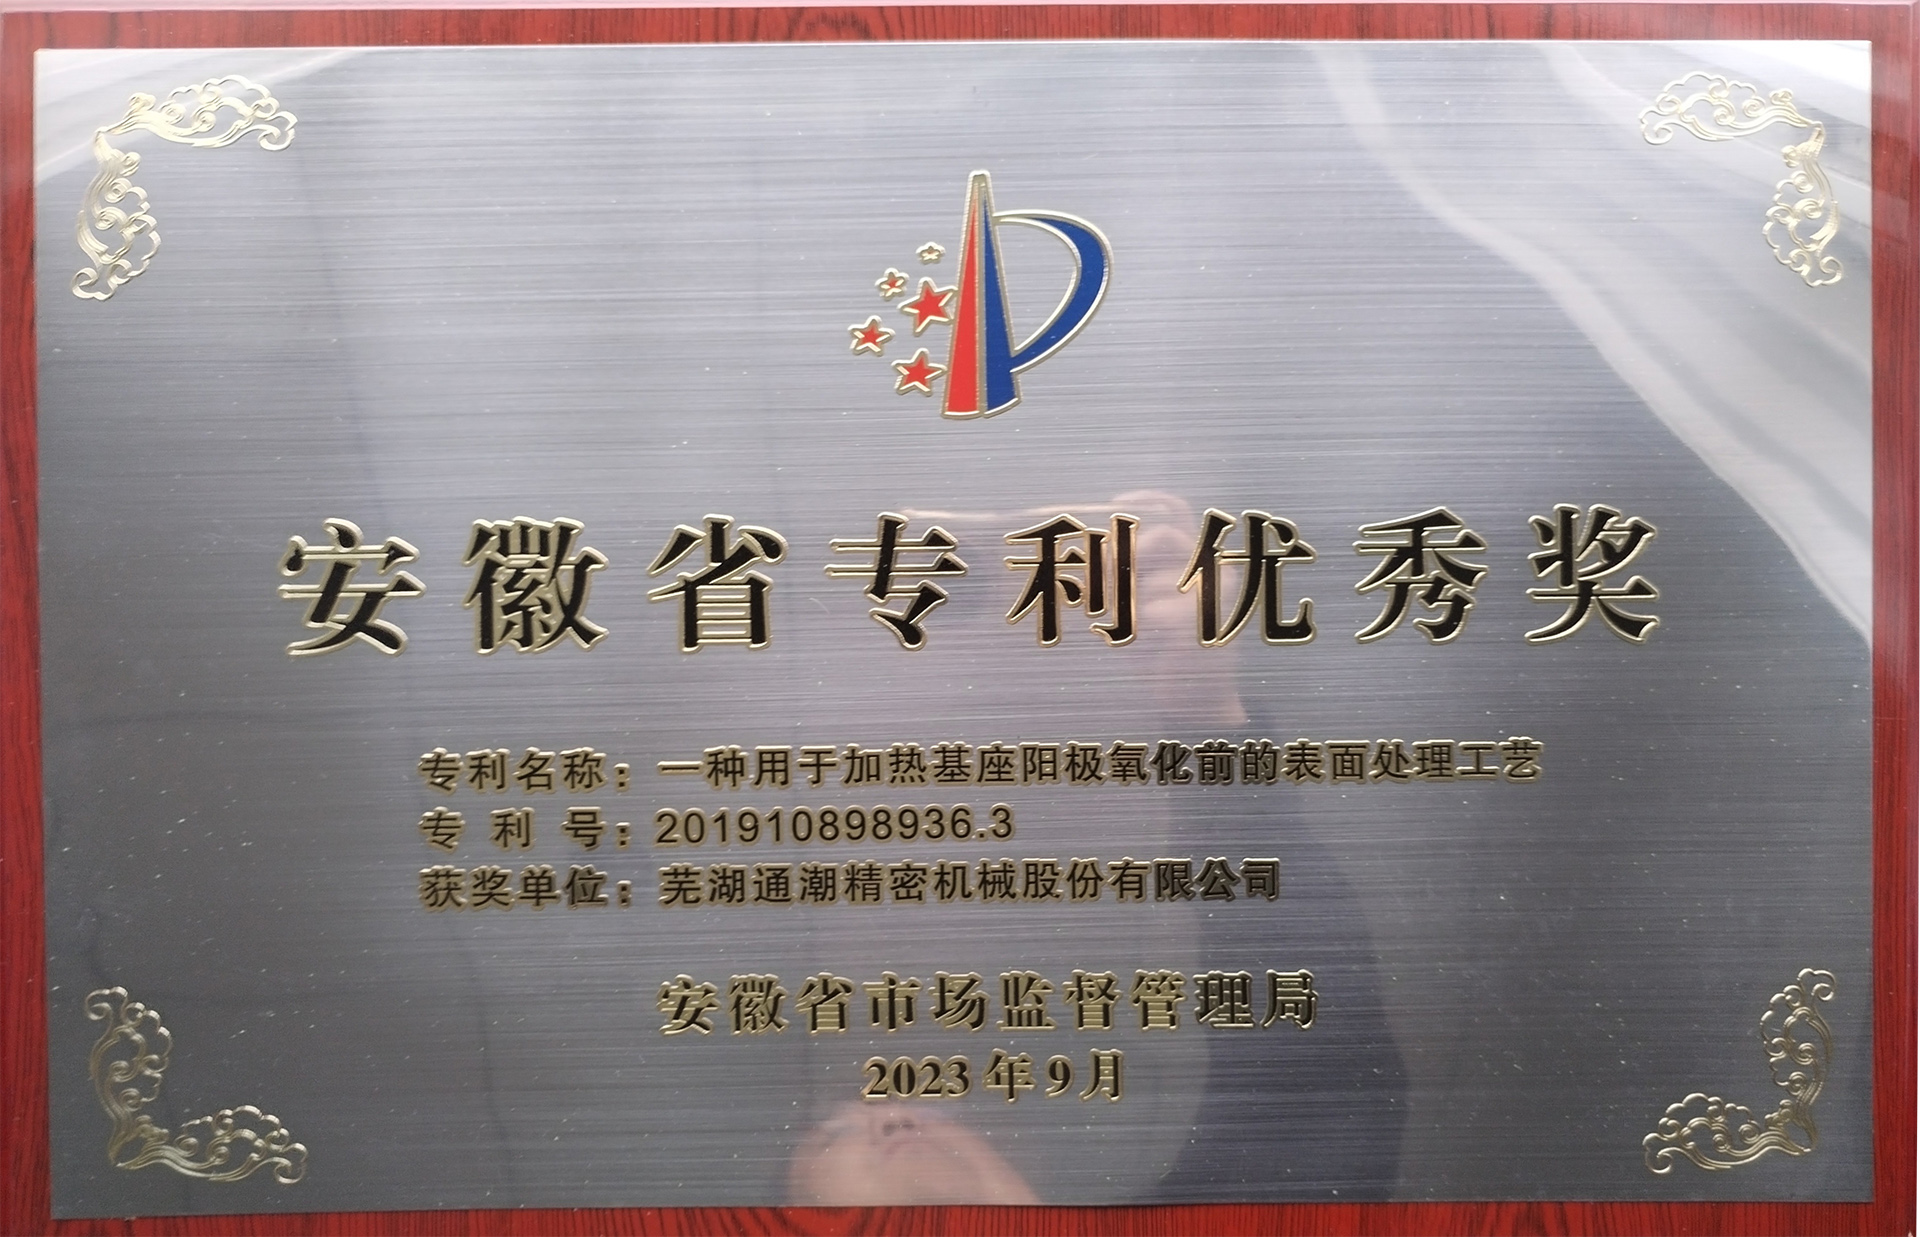 安徽省专利优秀奖
专利名称：一种用于加热基座阳极氧化前的表面处理工艺
专利号：201910898936.3
获奖单位：芜湖通潮精密机械股份有限公司
安徽省市场监督管理局
2023年9月